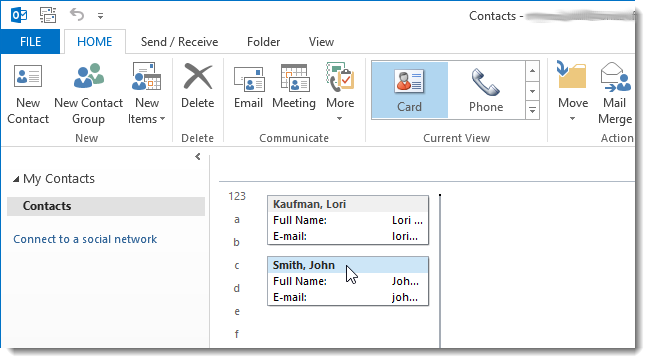 Contacts -
FILE HOME Send / Receive Folder View
New Contact
New Contact Group
New Items
Delete
Email
Meeting
More
Card
Phone
Move
Mail Merge
New
Delete
Communicate
Current View
Action
My Contacts
Contacts
Connect to a social network
123
a
b
c
d
e
f
Kaufman, Lori
Full Name: Lori ...
E-mail: lori...
Smith, John
Full Name: Joh...
E-mail: joh...